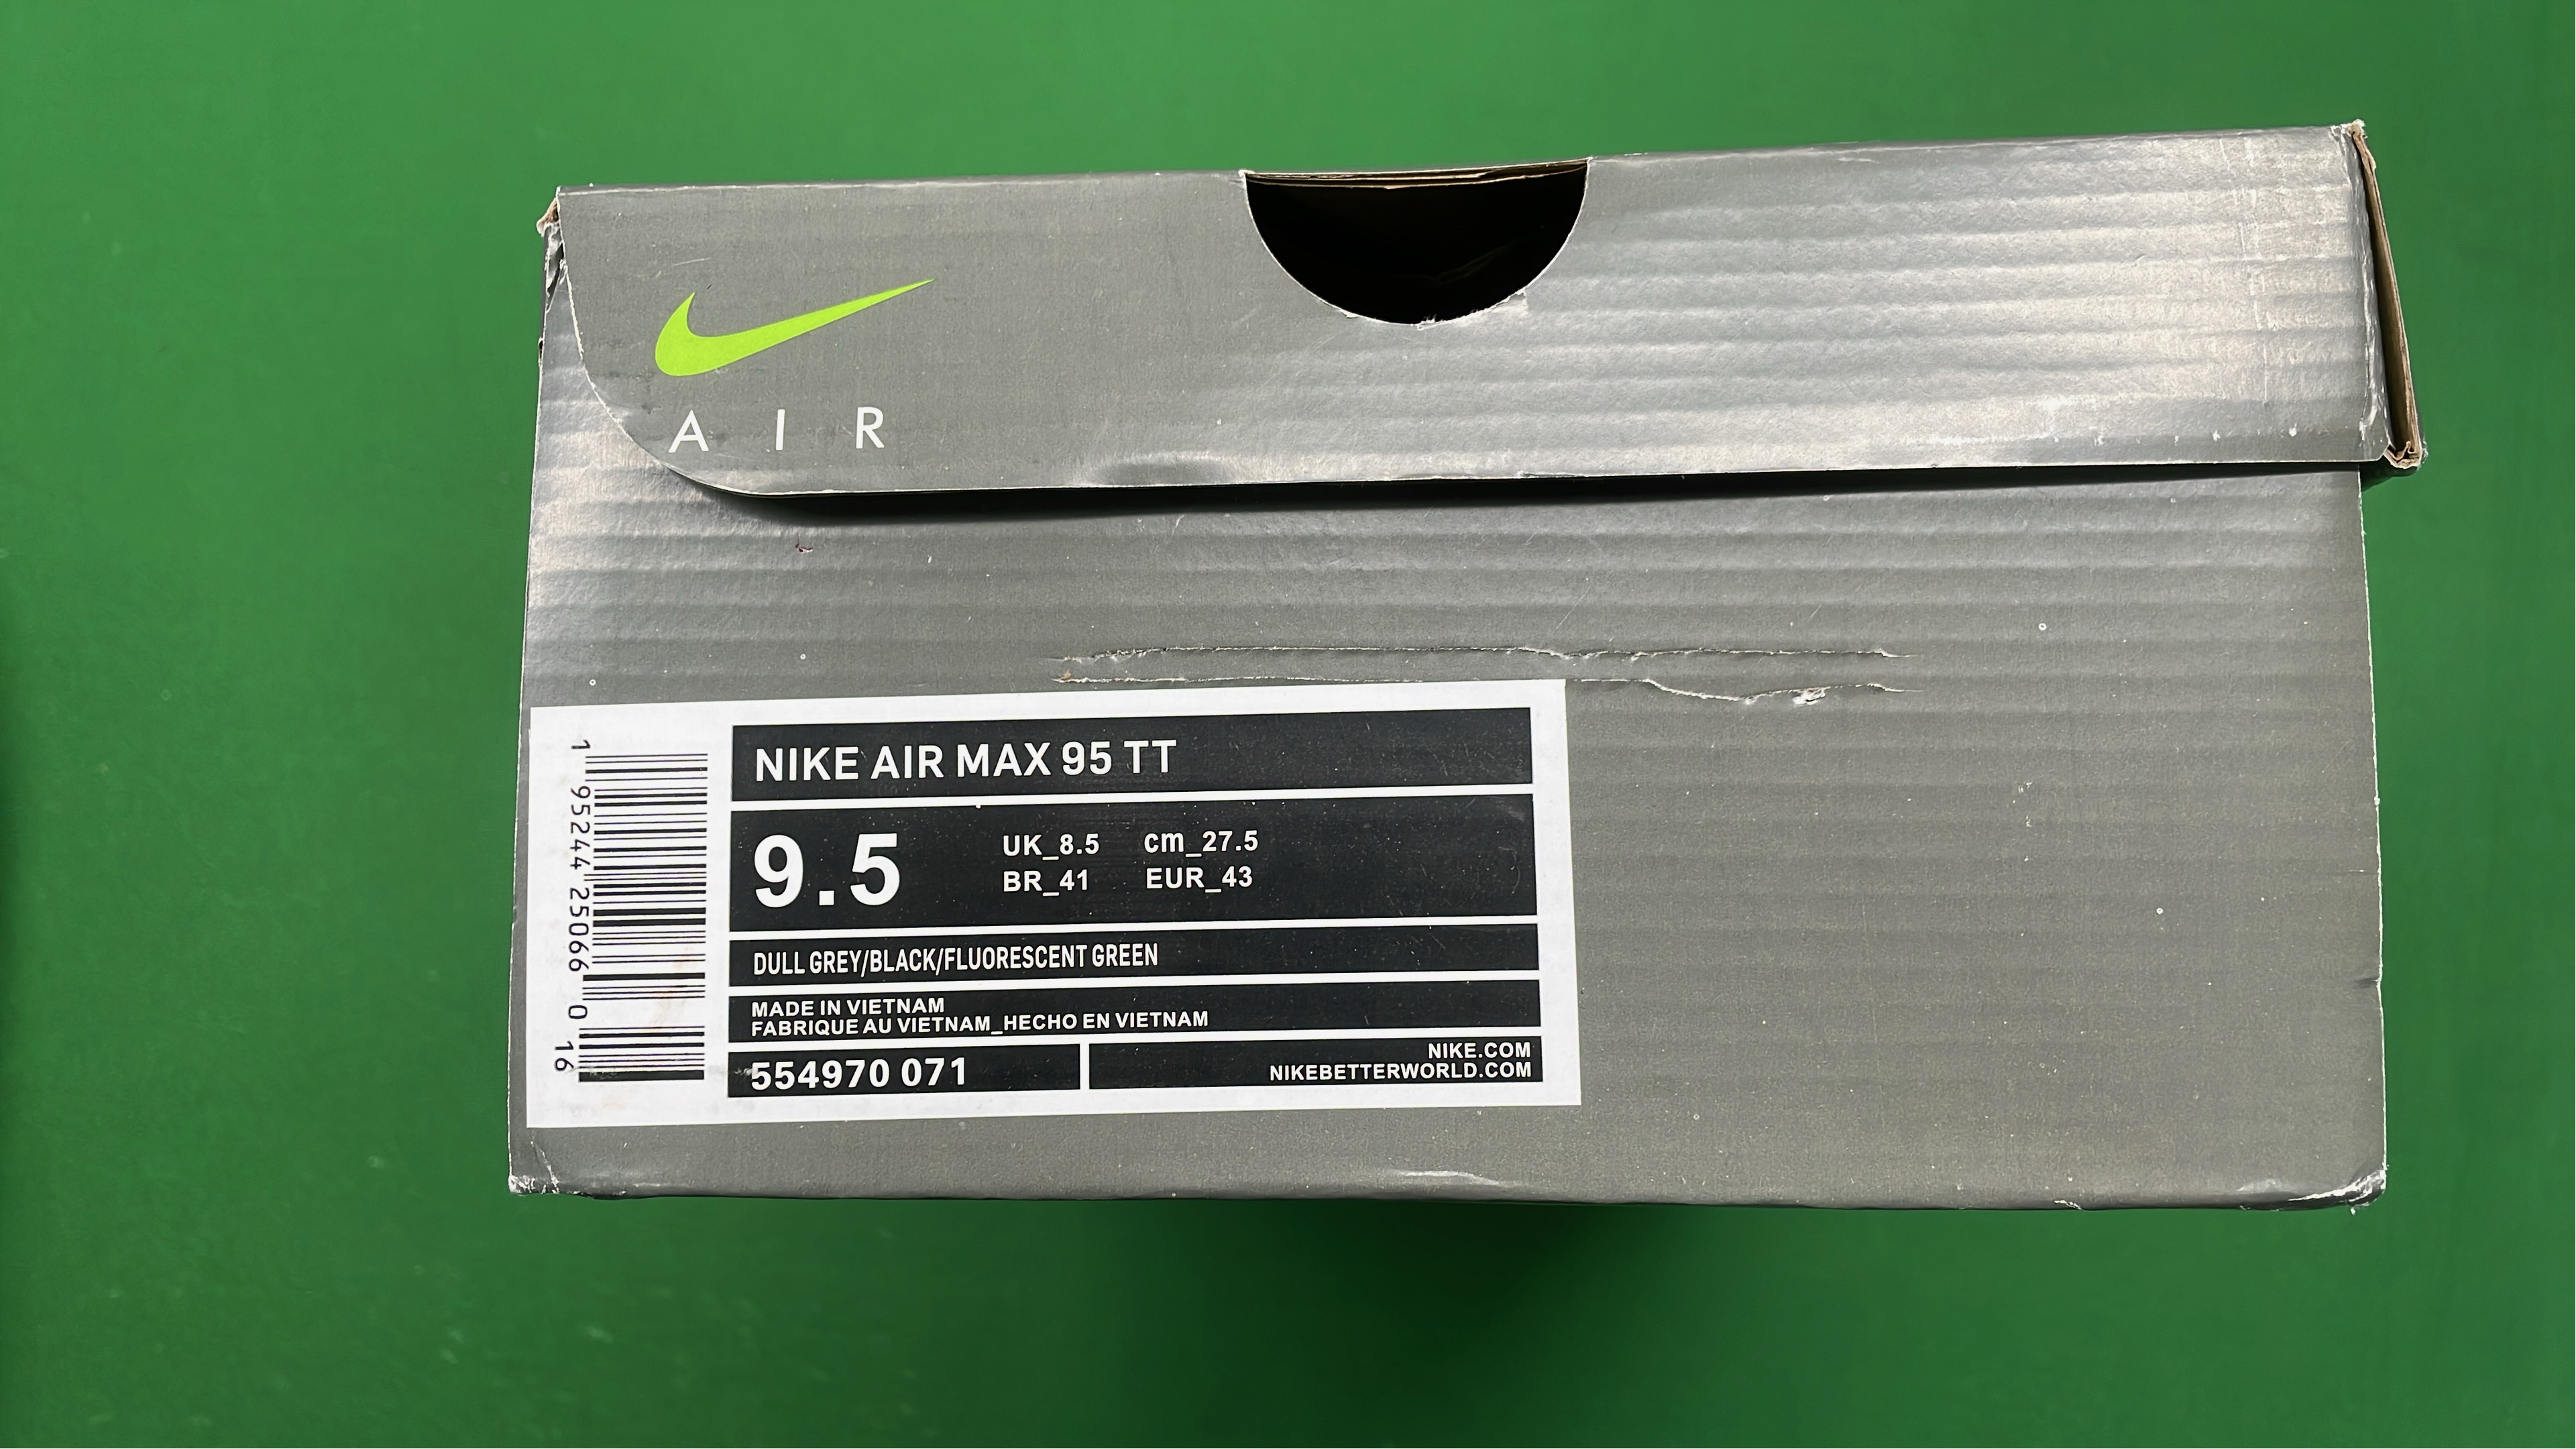 A I R
NIKE AIR MAX 95 TT
9.5
UK_8.5 cm_27.5
BR_41 EUR_43
DULL GREY/BLACK/FLUORESCENT GREEN
MADE IN VIETNAM
FABRIQUE AU VIETNAM_HECHO EN VIETNAM
554970 071
NIKE.COM
NIKEBETTERWORLD.COM
1 95244 25066 0 16